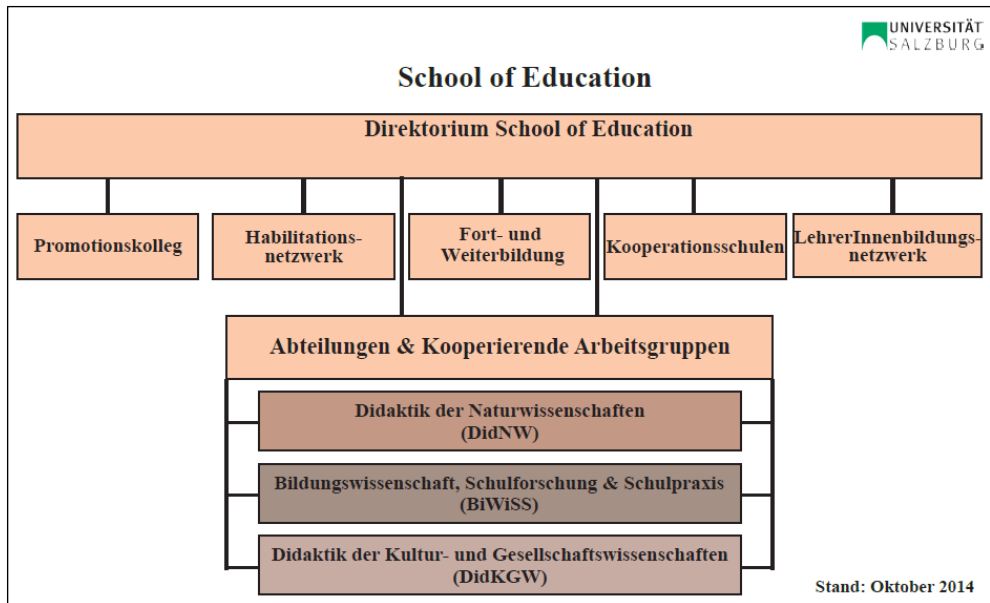 UNIVERSITÄT
SALZBURG
School of Education
Direktorium School of Education
Promotionskolleg
Habilitations-
netzwerk
Fort- und
Weiterbildung
Kooperationsschulen
LehrerInnenbildungs-
netzwerk
Abteilungen & Kooperierende Arbeitsgruppen
Didaktik der Naturwissenschaften
(DidNW)
Bildungswissenschaft, Schulforschung & Schulpraxis
(BiWiSS)
Didaktik der Kultur- und Gesellschaftswissenschaften
(DidKGW)
Stand: Oktober 2014